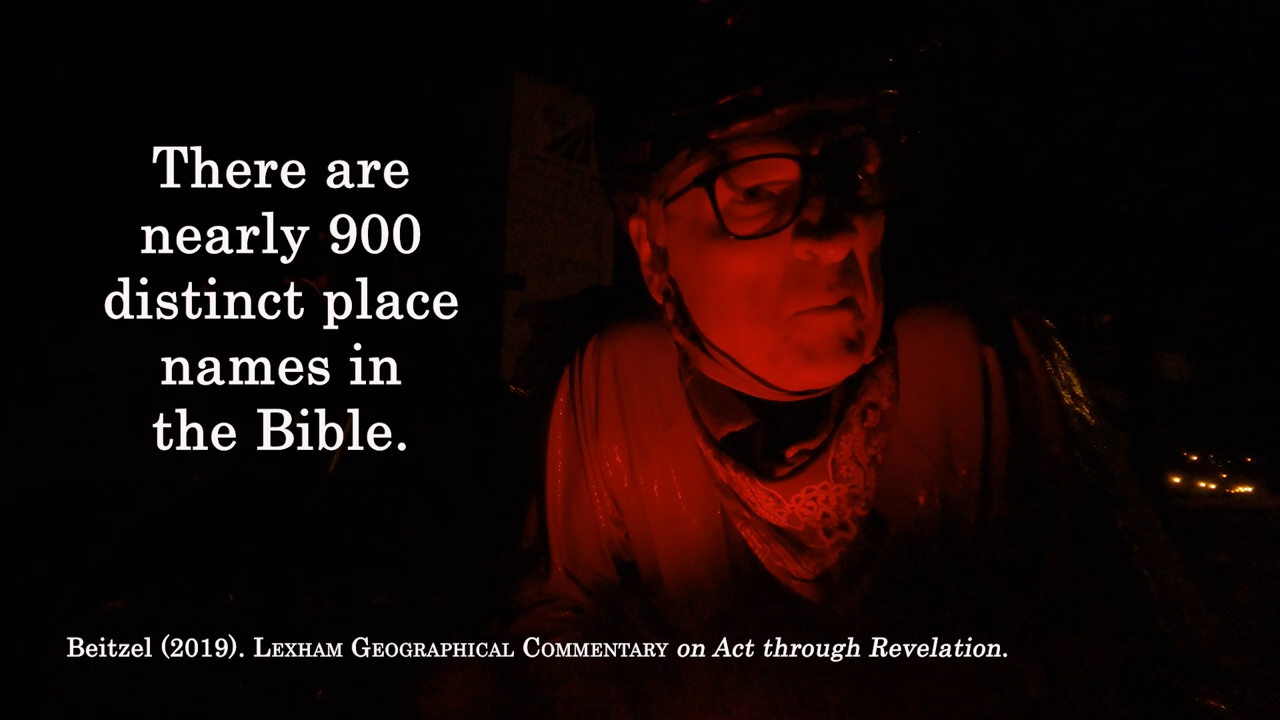 There are
nearly 900
distinct place
names in
the Bible.
Beitzel (2019). LEXHAM GEOGRAPHICAL COMMENTARY on Act through Revelation.